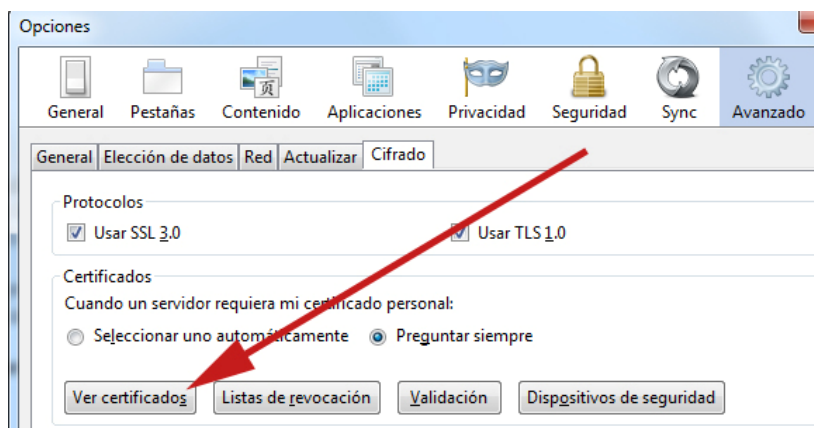 Opciones
General Pestañas Contenido Aplicaciones Privacidad Seguridad Sync Avanzado
General Elección de datos Red Actualizar Cifrado
Protocolos
Usar SSL 3.0 Usar TLS 1.0
Certificados
Cuando un servidor requiera mi certificado personal:
Seleccionar uno automáticamente Preguntar siempre
Ver certificados Listas de revocación Validación Dispositivos de seguridad